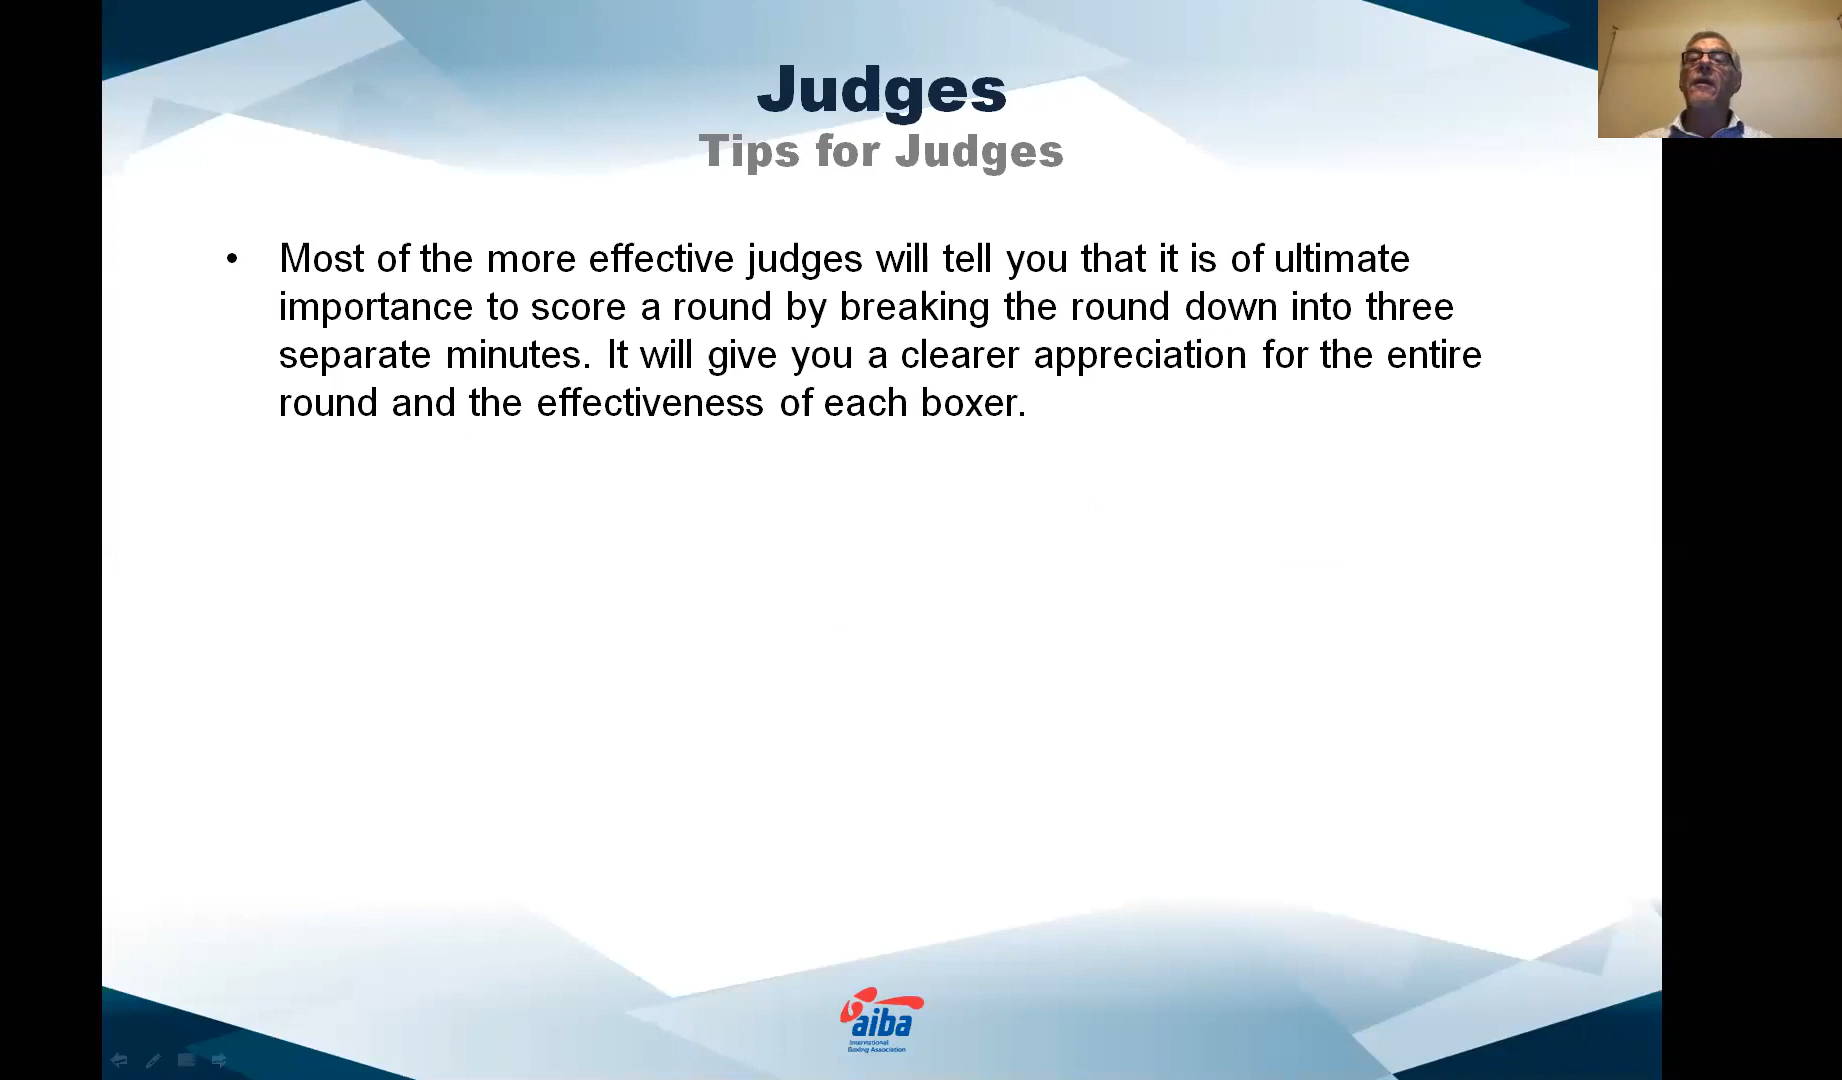 Judges
Tips for Judges
• Most of the more effective judges will tell you that it is of ultimate
importance to score a round by breaking the round down into three
separate minutes. It will give you a clearer appreciation for the entire
round and the effectiveness of each boxer.
aiba
International
Boxing Association